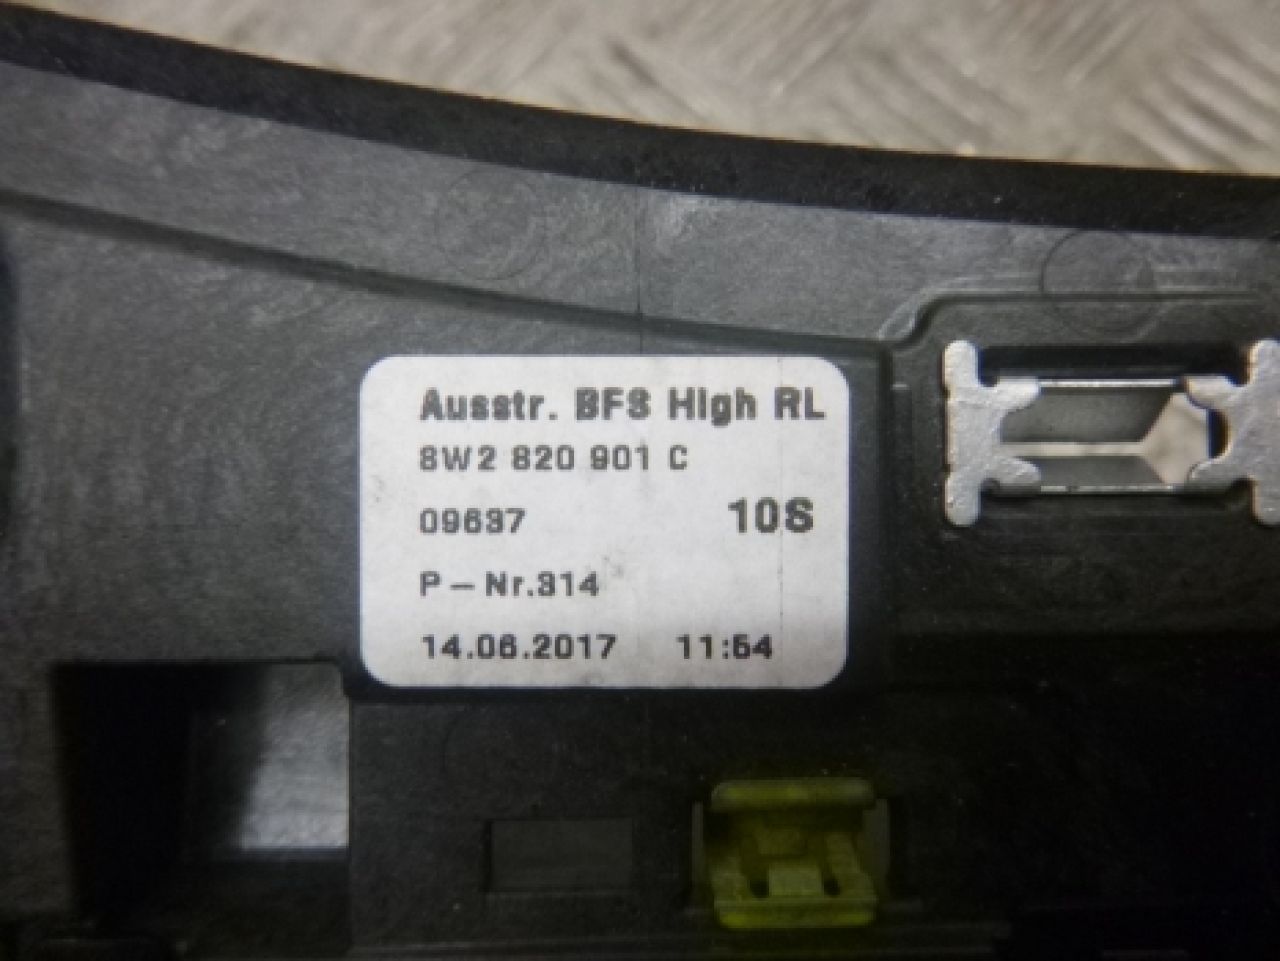 Ausstr. BFS High RL
8W2 820 901 C
09637 10S
P-Nr.314
14.06.2017 11:54